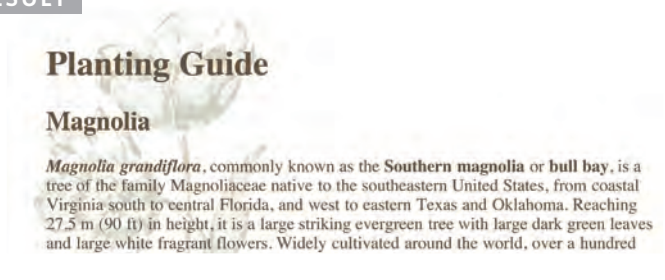 Planting Guide
Magnolia
Magnolia grandiflora, commonly known as the Southern magnolia or bull bay, is a
tree of the family Magnoliaceae native to the southeastern United States, from coastal
Virginia south to central Florida, and west to eastern Texas and Oklahoma. Reaching
27.5 m (90 ft) in height, it is a large striking evergreen tree with large dark green leaves
and large white fragrant flowers. Widely cultivated around the world, over a hundred